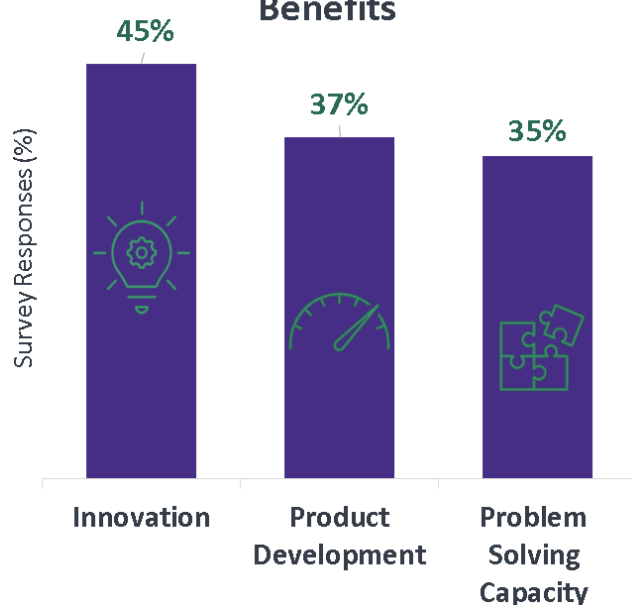 Benefits
45%
37%
35%
Survey Responses (%)
Innovation
Product
Development
Problem
Solving
Capacity